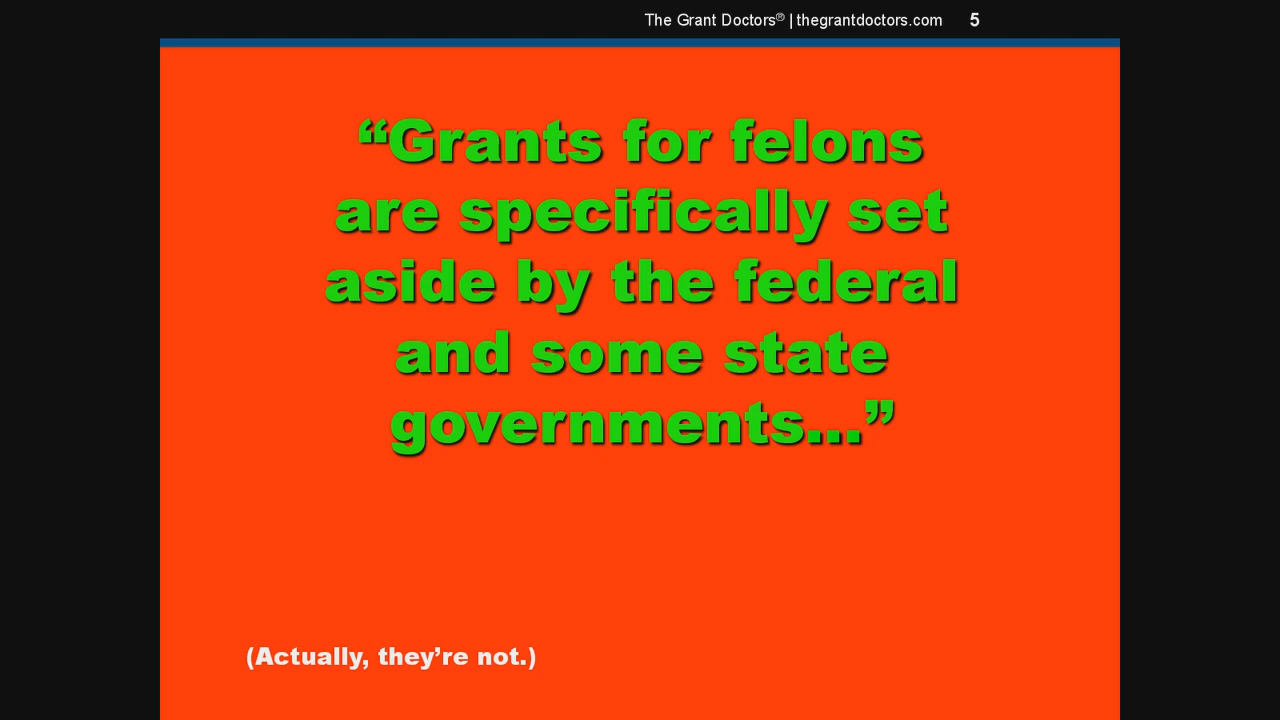 The Grant Doctors® | thegrantdoctors.com 5
“Grants for felons
are specifically set
aside by the federal
and some state
governments...”
(Actually, they’re not.)